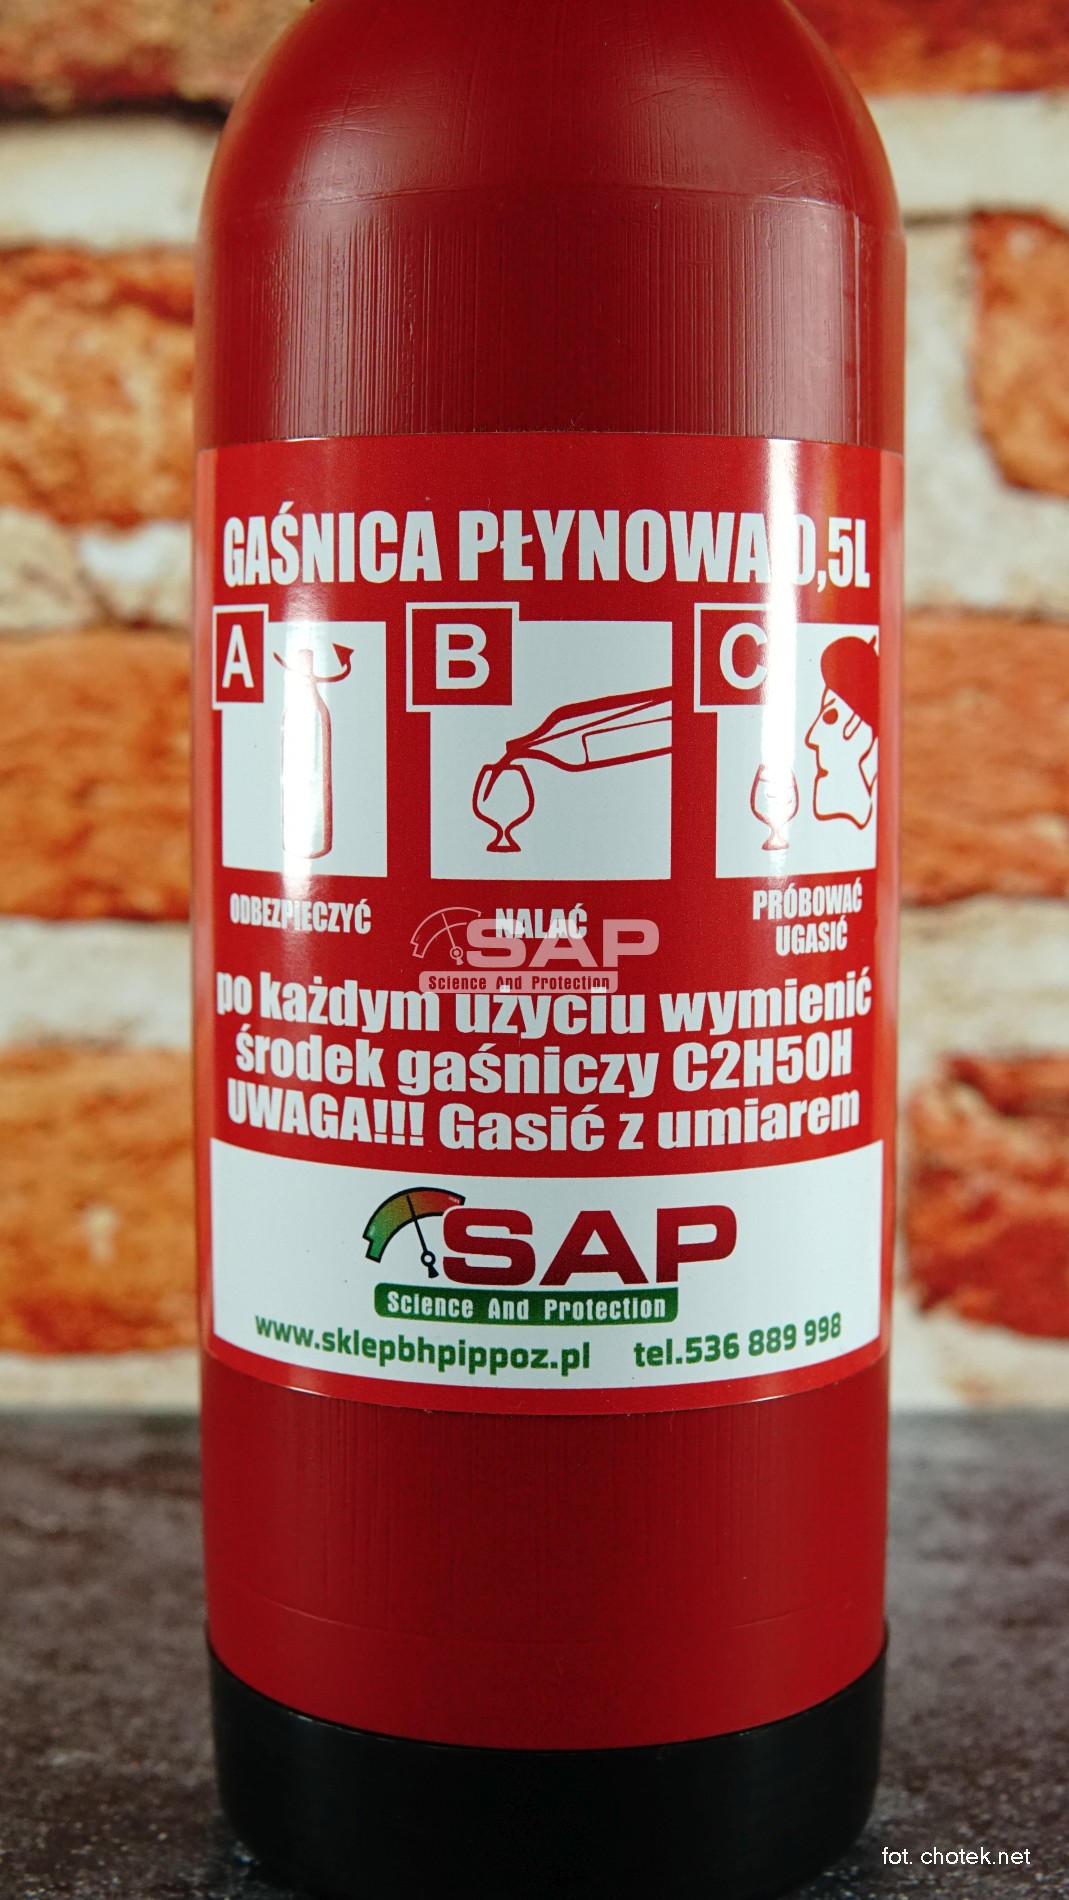 GAŚNICA PŁYNOWA 0,5L
A
B
C
ODBEZPIECZYĆ
NALAĆ
PRÓBOWAĆ
UGASIĆ
SAP
Science And Protection
po każdym użyciu wymienić
środek gaśniczy C2H5OH
UWAGA!!! Gasić z umiarem
SAP
Science And Protection
www.sklepbhpippoz.pl tel.536 889 998
fot. chotek.net